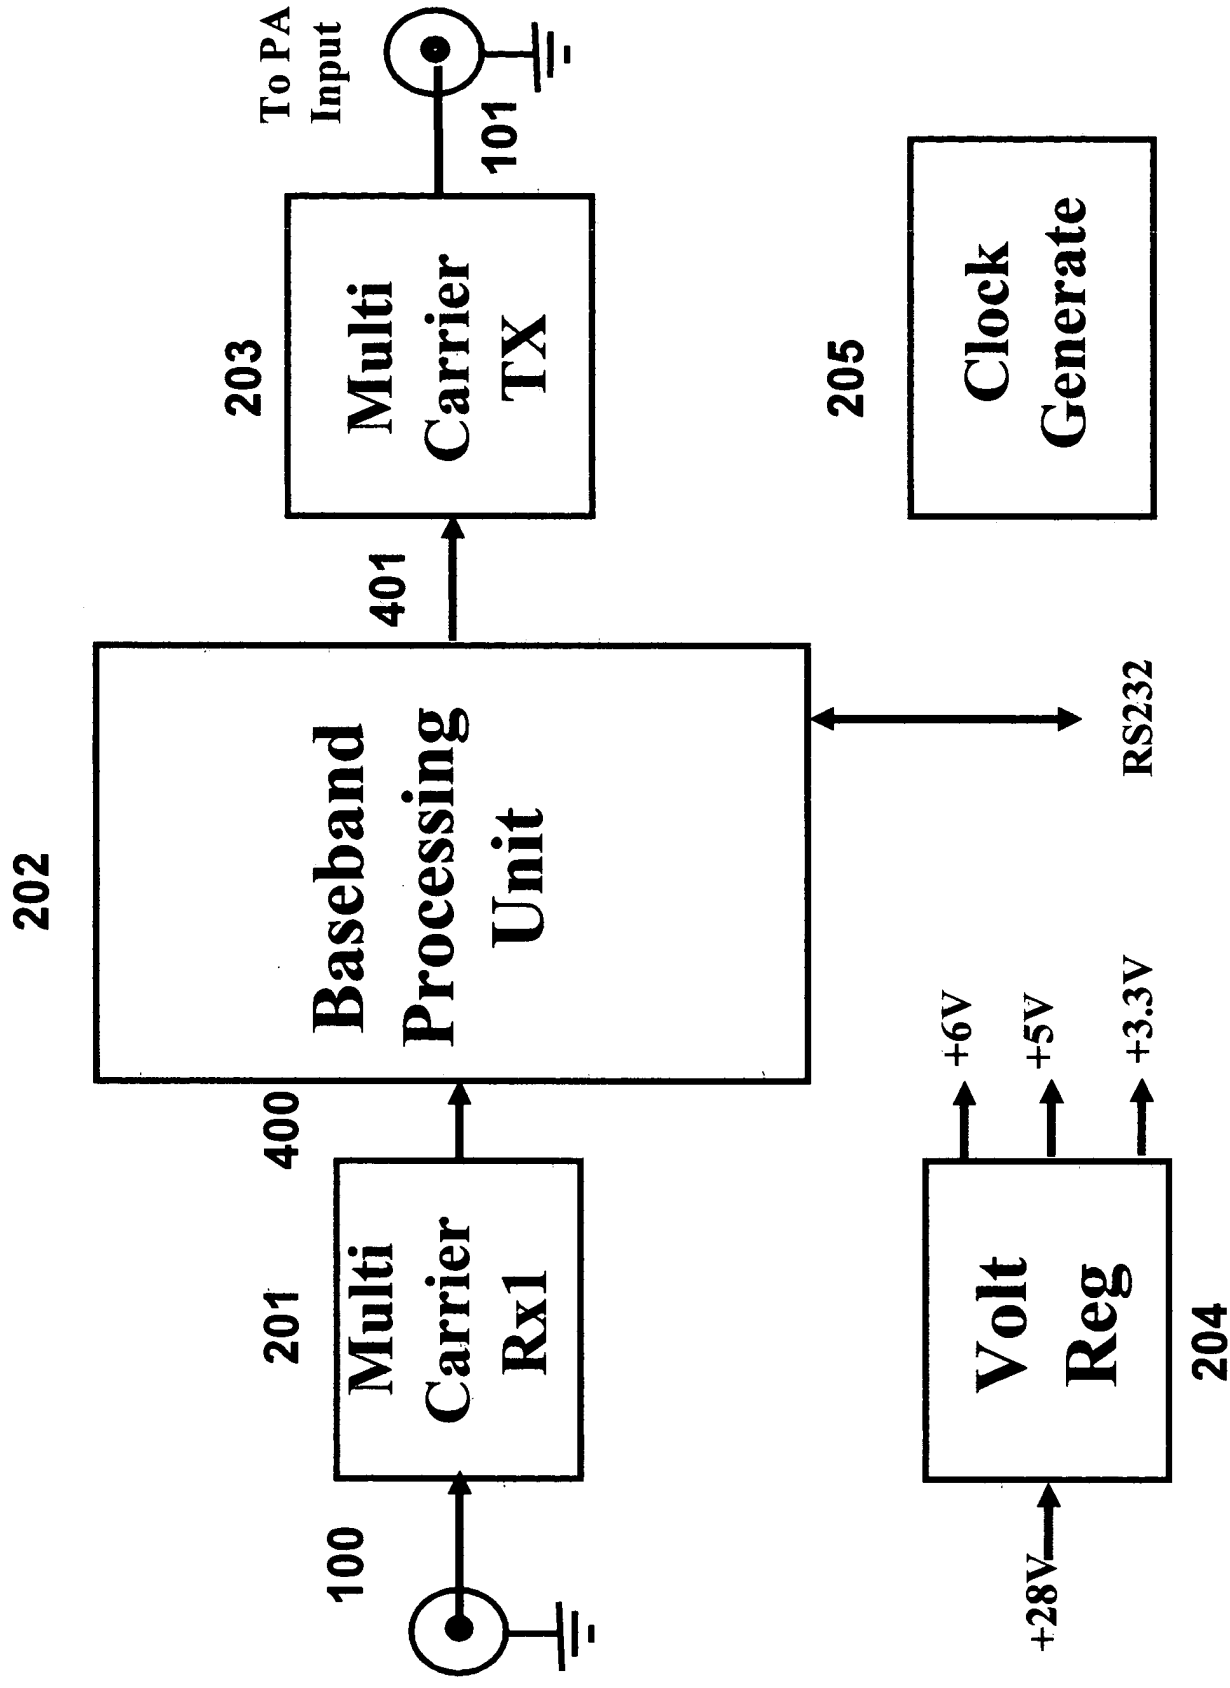 202
203
To PA
Input
201
400
401
100
101
Multi
Carrier
Rx1
Baseband
Processing
Unit
Multi
Carrier
TX
205
+28V
Volt
Reg
204
+6V
+5V
+3.3V
RS232
Clock
Generate